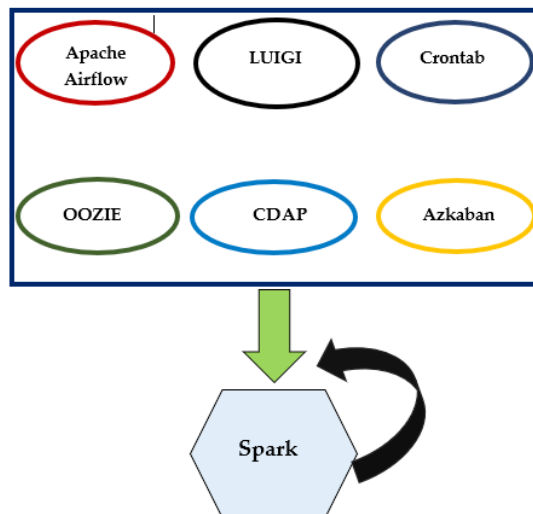 Apache
Airflow
LUIGI
Crontab
OOZIE
CDAP
Azkaban
Spark